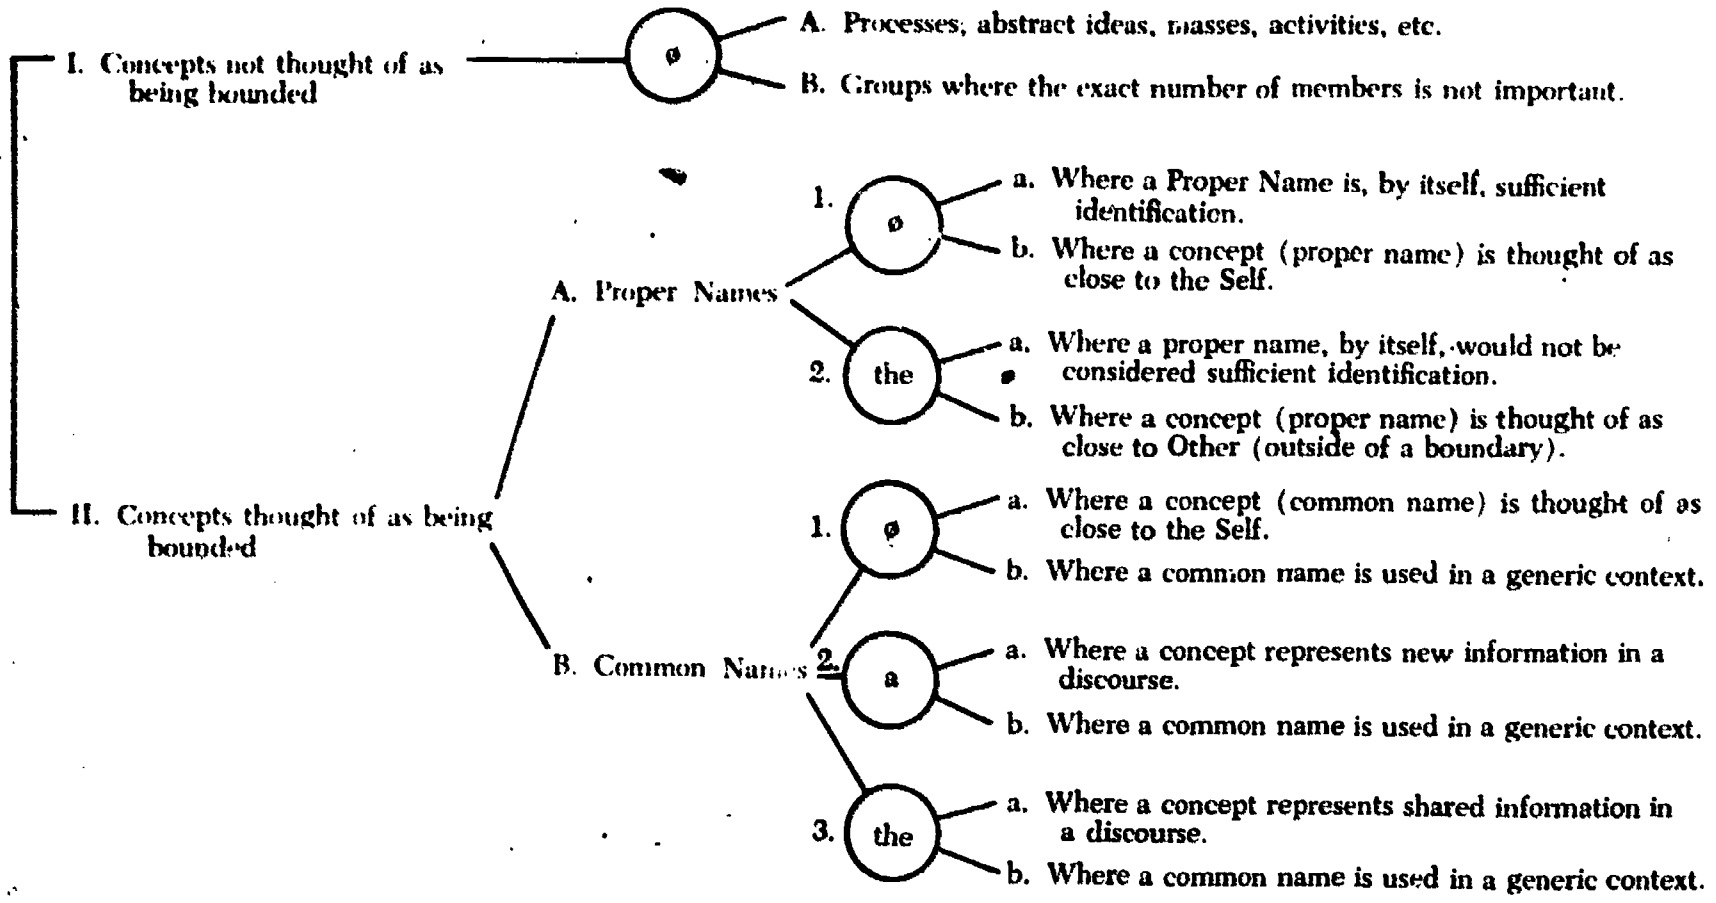 I. Concepts not thought of as
being bounded
ø
A. Processes, abstract ideas, masses, activities, etc.
B. Groups where the exact number of members is not important.
II. Concepts thought of as being
bounded
A. Proper Names
1.
ø
a. Where a Proper Name is, by itself, sufficient
identification.
b. Where a concept (proper name) is thought of as
close to the Self.
2.
the
a. Where a proper name, by itself, would not be
considered sufficient identification.
b. Where a concept (proper name) is thought of as
close to Other (outside of a boundary).
B. Common Names
1.
ø
a. Where a concept (common name) is thought of as
close to the Self.
b. Where a common name is used in a generic context.
2.
a
a. Where a concept represents new information in a
discourse.
b. Where a common name is used in a generic context.
3.
the
a. Where a concept represents shared information in
a discourse.
b. Where a common name is used in a generic context.